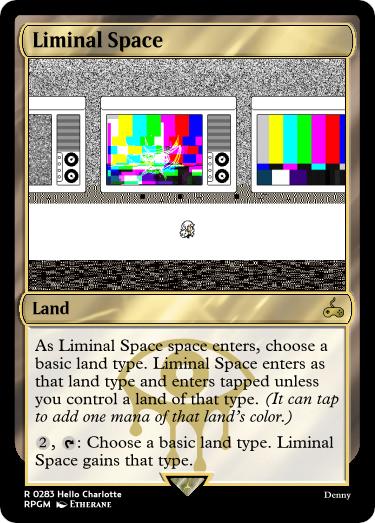 Liminal Space
Land
As Liminal Space space enters, choose a
basic land type. Liminal Space enters as
that land type and enters tapped unless
you control a land of that type. (It can tap
to add one mana of that land's color.)
2, : Choose a basic land type. Liminal
Space gains that type.
R 0283 Hello Charlotte
RPGM ETHERANE
Denny